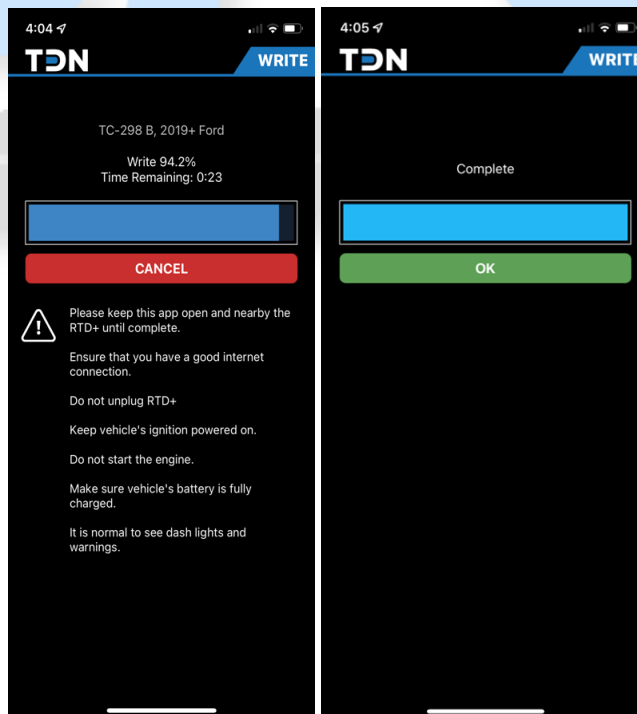 4:04
TDN
WRITE
TC-298 B, 2019+ Ford
Write 94.2%
Time Remaining: 0:23
CANCEL
Please keep this app open and nearby the
RTD+ until complete.
Ensure that you have a good internet
connection.
Do not unplug RTD+
Keep vehicle's ignition powered on.
Do not start the engine.
Make sure vehicle's battery is fully
charged.
It is normal to see dash lights and
warnings.
4:05
TDN
WRITE
Complete
OK